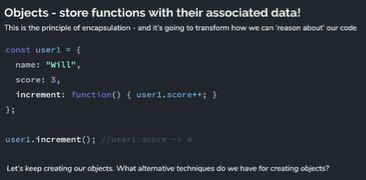 Objects - store functions with their associated data!
This is the principle of encapsulation - and it's going to transform how we can 'reason about' our code
const user1 = {
name: "Will",
score: 3,
increment: function() { user1.score++; }
};
user1.increment(); //user1.score -> 4
Let's keep creating our objects. What alternative techniques do we have for creating objects?